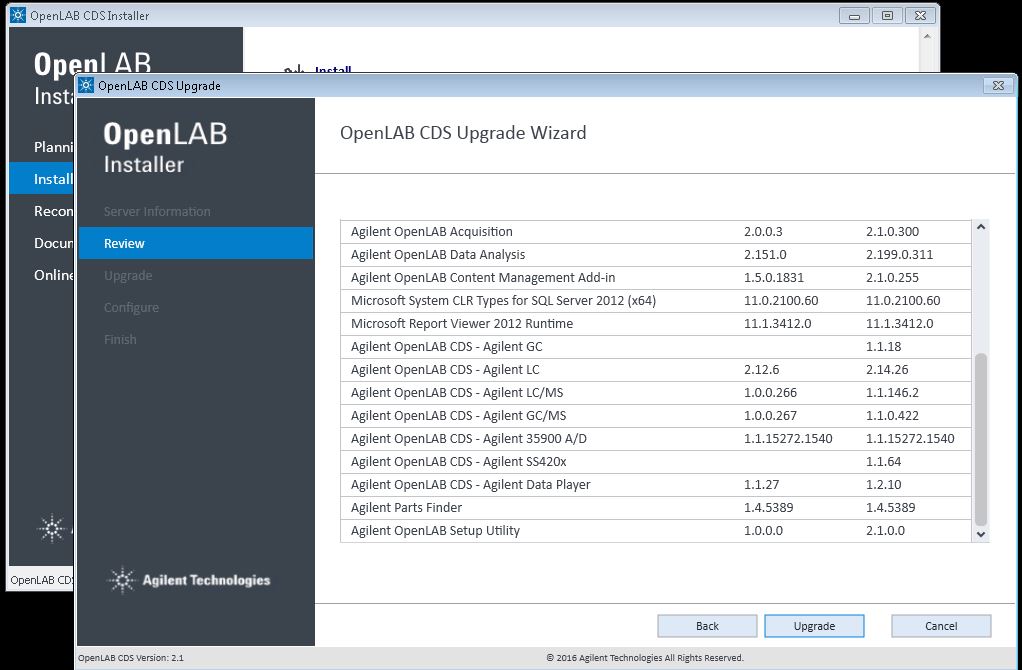 OpenLAB CDS Installer
OpenLAB
Install
Planni
Install
Recon
Docum
Online
OpenLAB CDS
OpenLAB CDS Upgrade
OpenLAB
Installer
Server Information
Review
Upgrade
Configure
Finish
Agilent Technologies
OpenLAB CDS Upgrade Wizard
Agilent OpenLAB Acquisition 2.0.0.3 2.1.0.300
Agilent OpenLAB Data Analysis 2.151.0 2.199.0.311
Agilent OpenLAB Content Management Add-in 1.5.0.1831 2.1.0.255
Microsoft System CLR Types for SQL Server 2012 (x64) 11.0.2100.60 11.0.2100.60
Microsoft Report Viewer 2012 Runtime 11.1.3412.0 11.1.3412.0
Agilent OpenLAB CDS - Agilent GC 1.1.18
Agilent OpenLAB CDS - Agilent LC 2.12.6 2.14.26
Agilent OpenLAB CDS - Agilent LC/MS 1.0.0.266 1.1.146.2
Agilent OpenLAB CDS - Agilent GC/MS 1.0.0.267 1.1.0.422
Agilent OpenLAB CDS - Agilent 35900 A/D 1.1.15272.1540 1.1.15272.1540
Agilent OpenLAB CDS - Agilent SS420x 1.1.64
Agilent OpenLAB CDS - Agilent Data Player 1.1.27 1.2.10
Agilent Parts Finder 1.4.5389 1.4.5389
Agilent OpenLAB Setup Utility 1.0.0.0 2.1.0.0
Back Upgrade Cancel
OpenLAB CDS Version: 2.1 © 2016 Agilent Technologies All Rights Reserved.